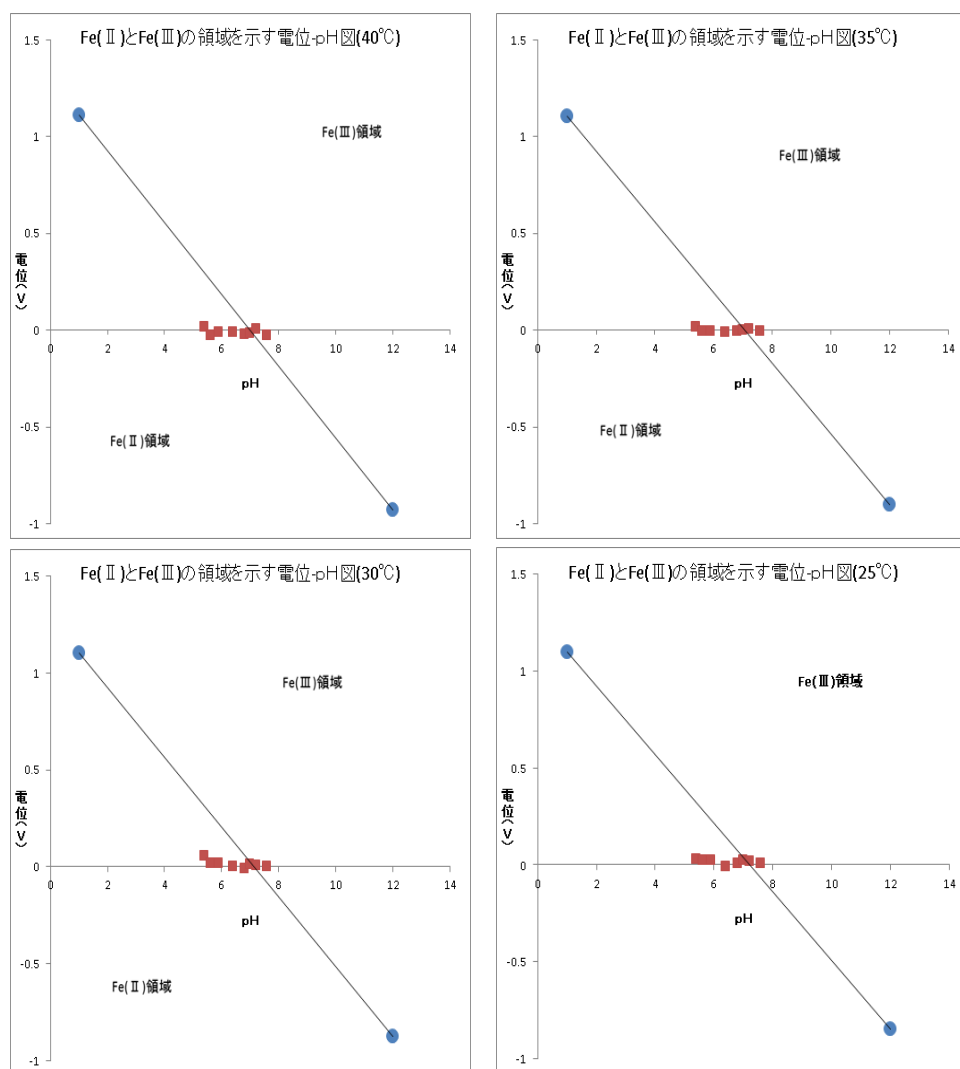 Fe(Ⅱ)とFe(Ⅲ)の領域を示す電位-pH図(40℃)
1.5
1
0.5
0
-0.5
-1
0 2 4 6 8 10 12 14
電位(V)
pH
Fe(Ⅲ)領域
Fe(Ⅱ)領域
Fe(Ⅱ)とFe(Ⅲ)の領域を示す電位-pH図(35℃)
1.5
1
0.5
0
-0.5
-1
0 2 4 6 8 10 12 14
電位(V)
pH
Fe(Ⅲ)領域
Fe(Ⅱ)領域
Fe(Ⅱ)とFe(Ⅲ)の領域を示す電位-pH図(30℃)
1.5
1
0.5
0
-0.5
-1
0 2 4 6 8 10 12 14
電位(V)
pH
Fe(Ⅲ)領域
Fe(Ⅱ)領域
Fe(Ⅱ)とFe(Ⅲ)の領域を示す電位-pH図(25℃)
1.5
1
0.5
0
-0.5
-1
0 2 4 6 8 10 12 14
電位(V)
pH
Fe(Ⅲ)領域